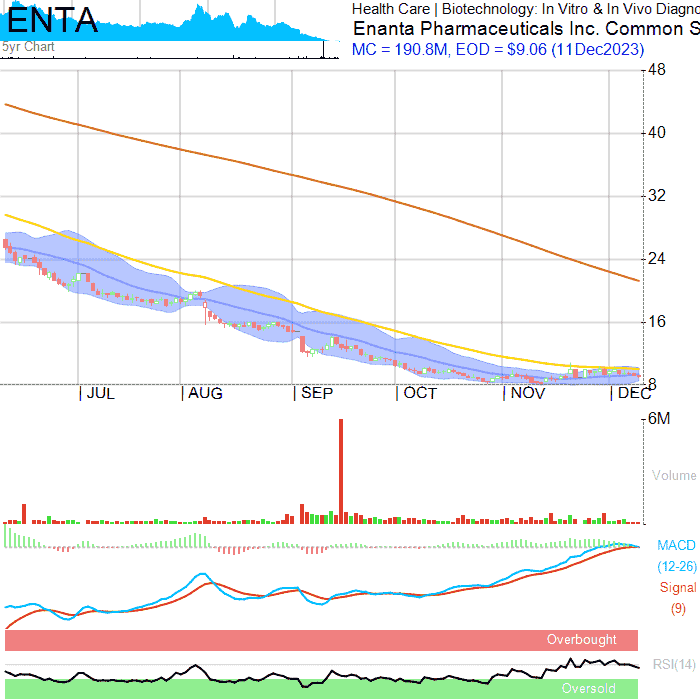 ENTA
5yr Chart
Health Care | Biotechnology: In Vitro & In Vivo Diagno
Enanta Pharmaceuticals Inc. Common S
MC = 190.8M, EOD = $9.06 (11Dec2023)
48
40
32
24
16
8
JUL AUG SEP OCT NOV DEC
6M
Volume
MACD
(12-26)
Signal
(9)
Overbought
RSI(14)
Oversold